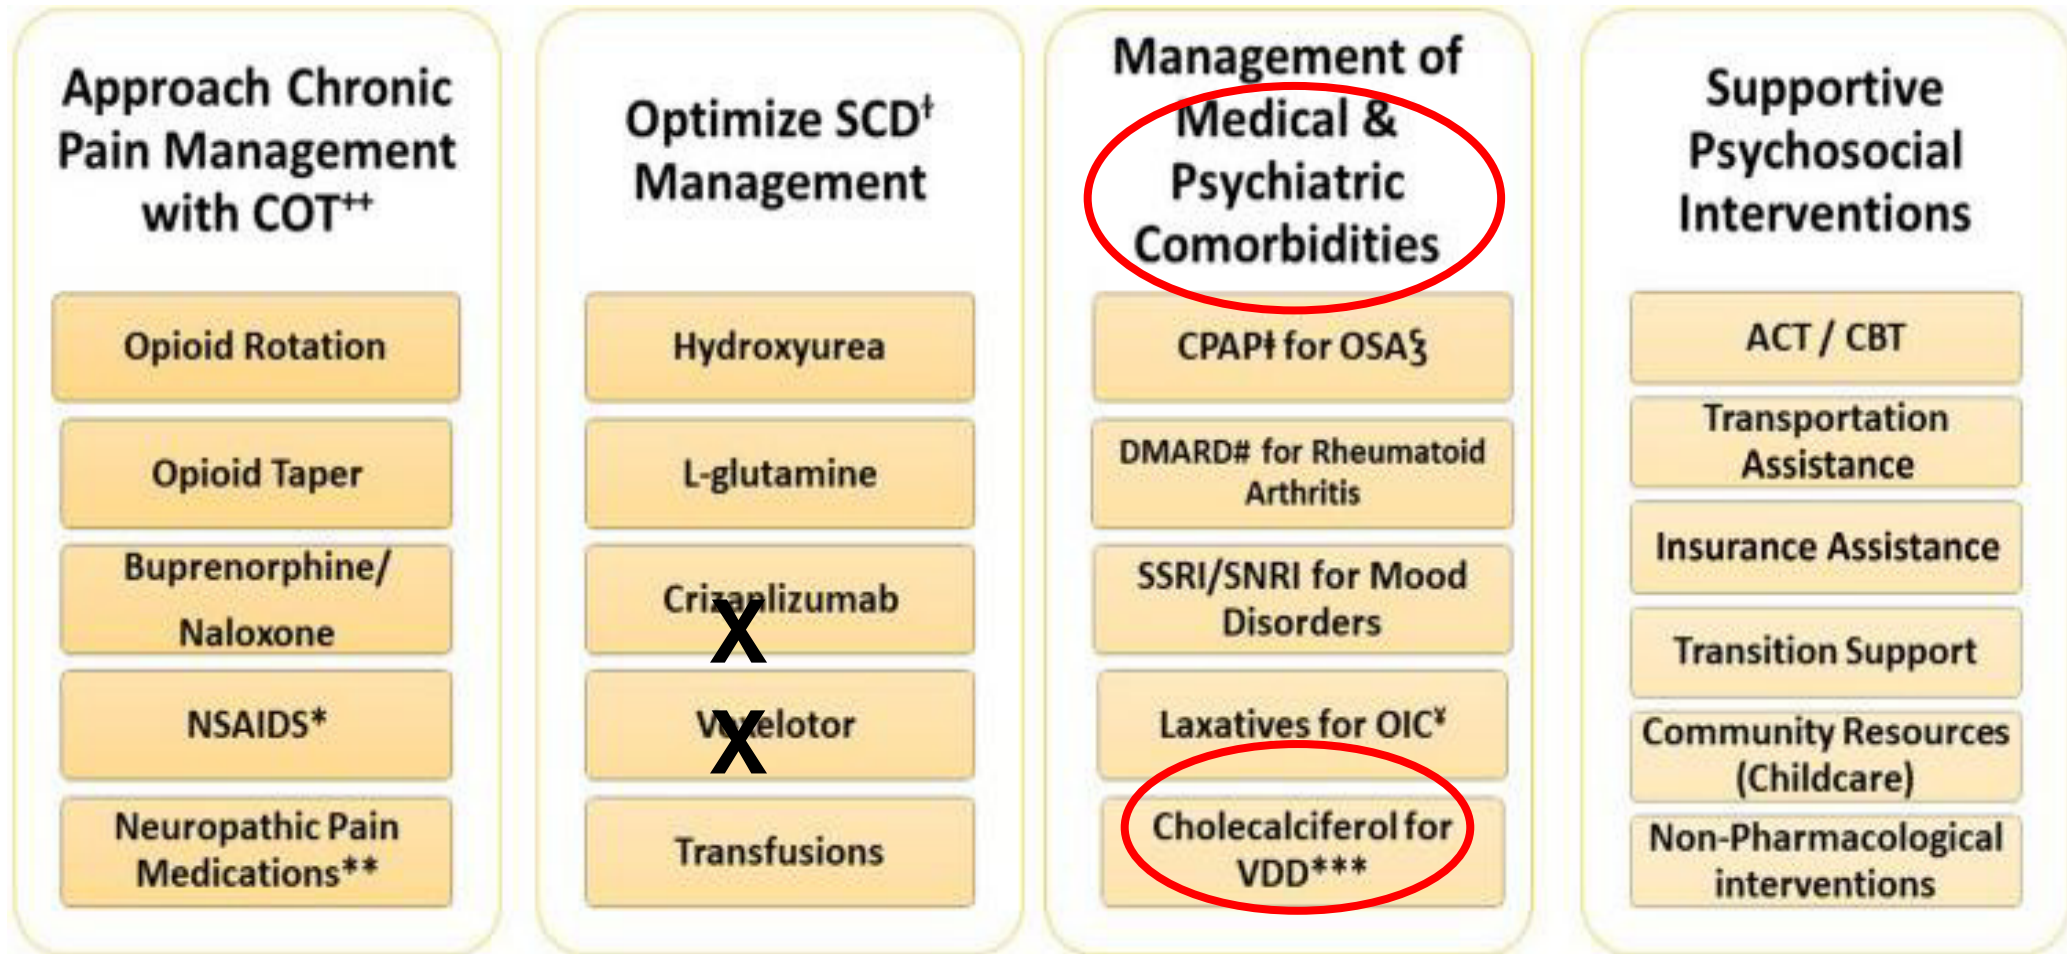 Approach Chronic
Pain Management
with COT⁺⁺
Opioid Rotation
Opioid Taper
Buprenorphine/
Naloxone
NSAIDS*
Neuropathic Pain
Medications**
Optimize SCD†
Management
Hydroxyurea
L-glutamine
Crizanlizumab
X
Voxelotor
X
Transfusions
Management of
Medical &
Psychiatric
Comorbidities
CPAPǂ for OSA§
DMARD# for Rheumatoid
Arthritis
SSRI/SNRI for Mood
Disorders
Laxatives for OIC¥
Cholecalciferol for
VDD***
Supportive
Psychosocial
Interventions
ACT / CBT
Transportation
Assistance
Insurance Assistance
Transition Support
Community Resources
(Childcare)
Non-Pharmacological
interventions